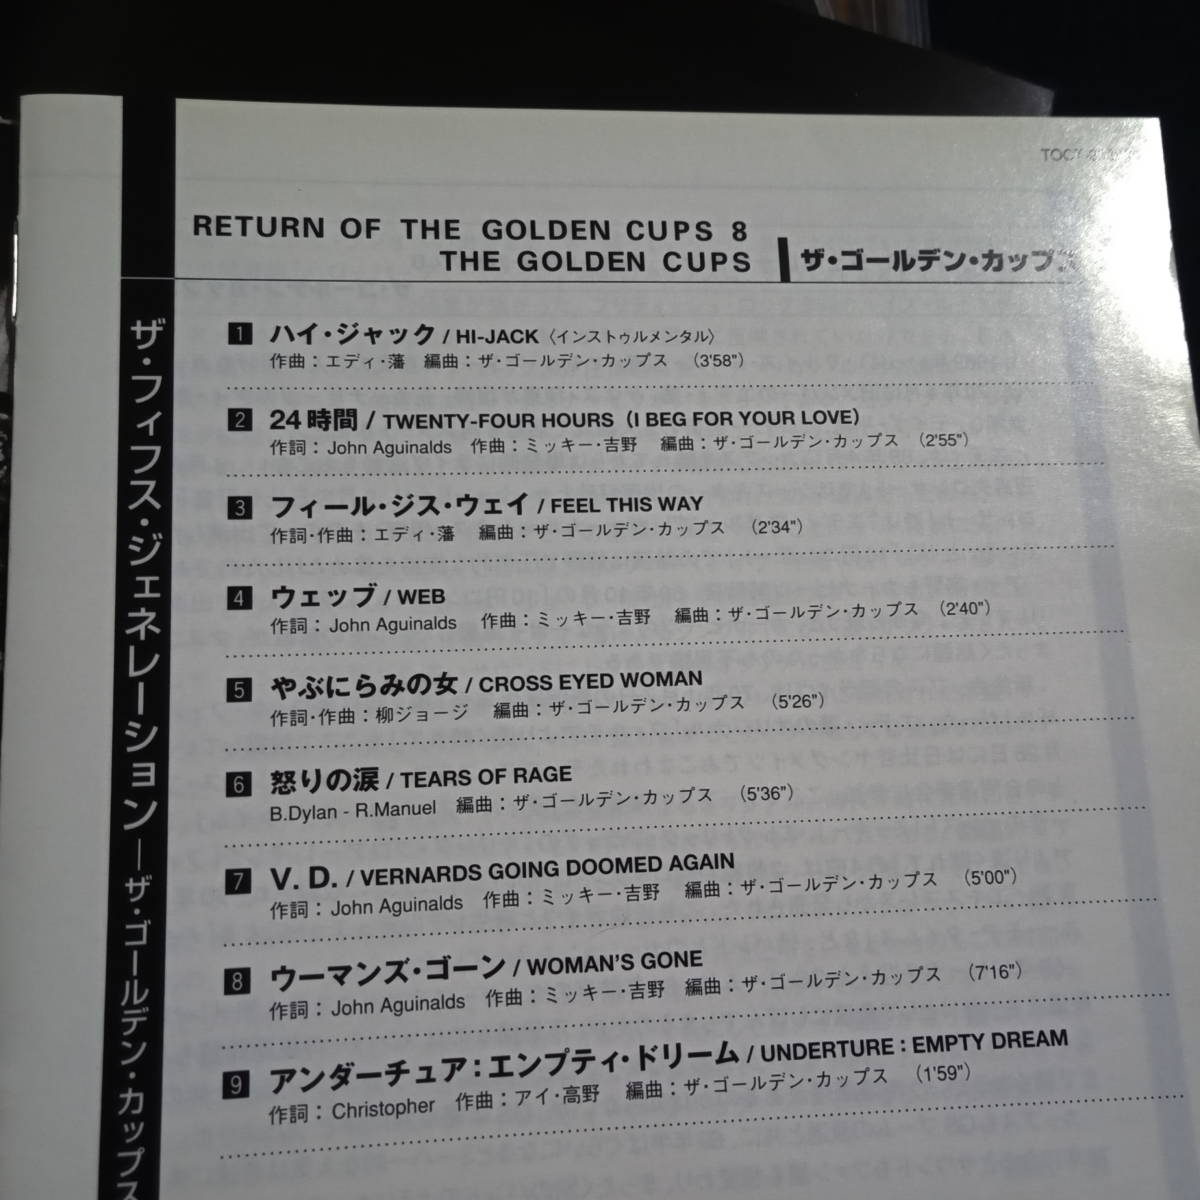 TOCT
RETURN OF THE GOLDEN CUPS 8
THE GOLDEN CUPS
ザ・ゴールデン・カップス
ザ・フィフス・ジェネレーション—ザ・ゴールデン・カップス
1 ハイ・ジャック / HI-JACK〈インストゥルメンタル〉
作曲：エディ・藩 編曲：ザ・ゴールデン・カップス （3'58"）
2 24時間 / TWENTY-FOUR HOURS（I BEG FOR YOUR LOVE）
作詞：John Aguinalds 作曲：ミッキー・吉野 編曲：ザ・ゴールデン・カップス （2'55"）
3 フィール・ジス・ウェイ / FEEL THIS WAY
作詞・作曲：エディ・藩 編曲：ザ・ゴールデン・カップス （2'34"）
4 ウェッブ / WEB
作詞：John Aguinalds 作曲：ミッキー・吉野 編曲：ザ・ゴールデン・カップス （2'40"）
5 やぶにらみの女 / CROSS EYED WOMAN
作詞・作曲：柳ジョージ 編曲：ザ・ゴールデン・カップス （5'26"）
6 怒りの涙 / TEARS OF RAGE
B.Dylan - R.Manuel 編曲：ザ・ゴールデン・カップス （5'36"）
7 V. D. / VERNARDS GOING DOOMED AGAIN
作詞：John Aguinalds 作曲：ミッキー・吉野 編曲：ザ・ゴールデン・カップス （5'00"）
8 ウーマンズ・ゴーン / WOMAN'S GONE
作詞：John Aguinalds 作曲：ミッキー・吉野 編曲：ザ・ゴールデン・カップス （7'16"）
9 アンダーチュア：エンプティ・ドリーム / UNDERTURE : EMPTY DREAM
作詞：Christopher 作曲：アイ・高野 編曲：ザ・ゴールデン・カップス （1'59"）